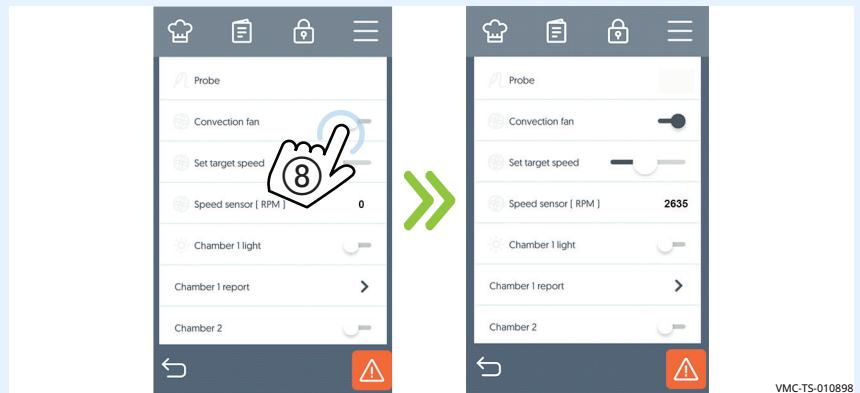 Probe
Convection fan
Set target speed
8
Speed sensor ( RPM ) 0
Chamber 1 light
Chamber 1 report
Chamber 2
Probe
Convection fan
Set target speed
Speed sensor ( RPM ) 2635
Chamber 1 light
Chamber 1 report
Chamber 2
VMC-TS-010898